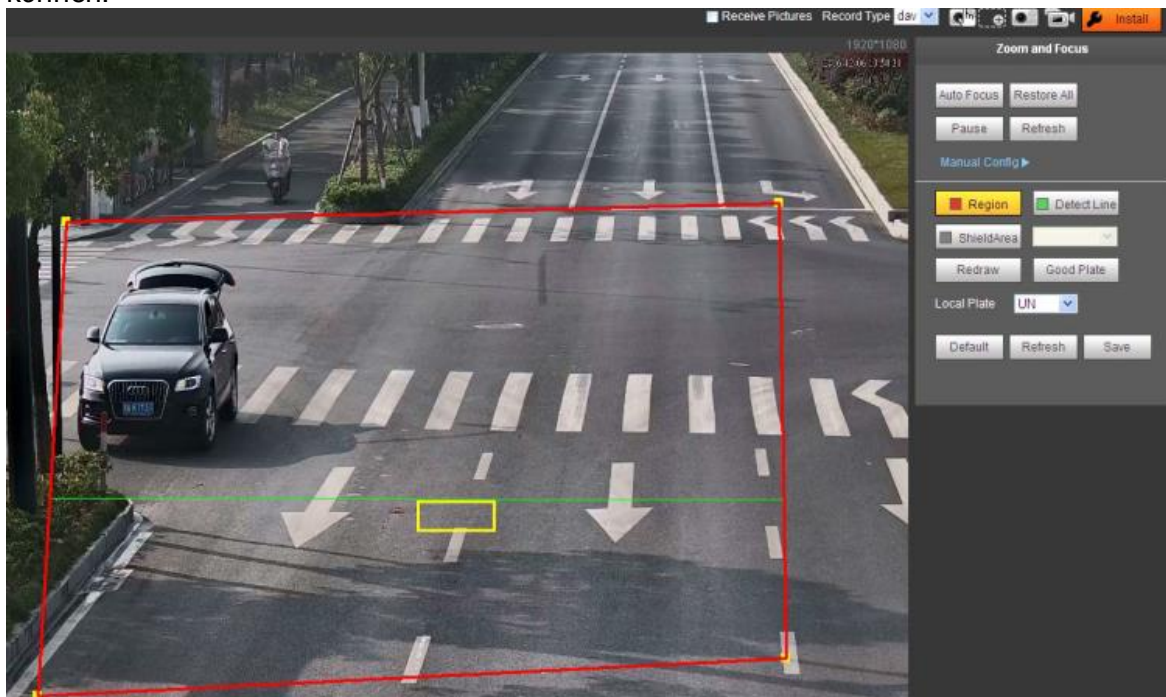 können.
Receive Pictures Record Type dav
Install
1920*1080
Zoom and Focus
Auto Focus Restore All
Pause Refresh
Manual Config
Region Detect Line
ShieldArea
Redraw Good Plate
Local Plate UN
Default Refresh Save